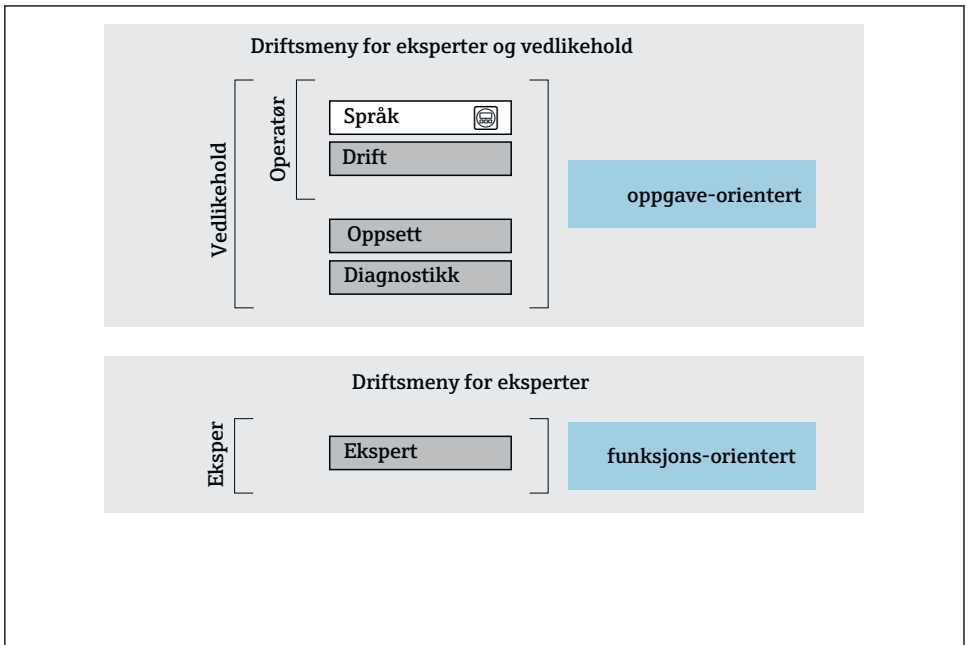 Driftsmeny for eksperter og vedlikehold
Vedlikehold
Operatør
Språk
Drift
Oppsett
Diagnostikk
oppgave-orientert
Driftsmeny for eksperter
Eksper
Ekspert
funksjons-orientert